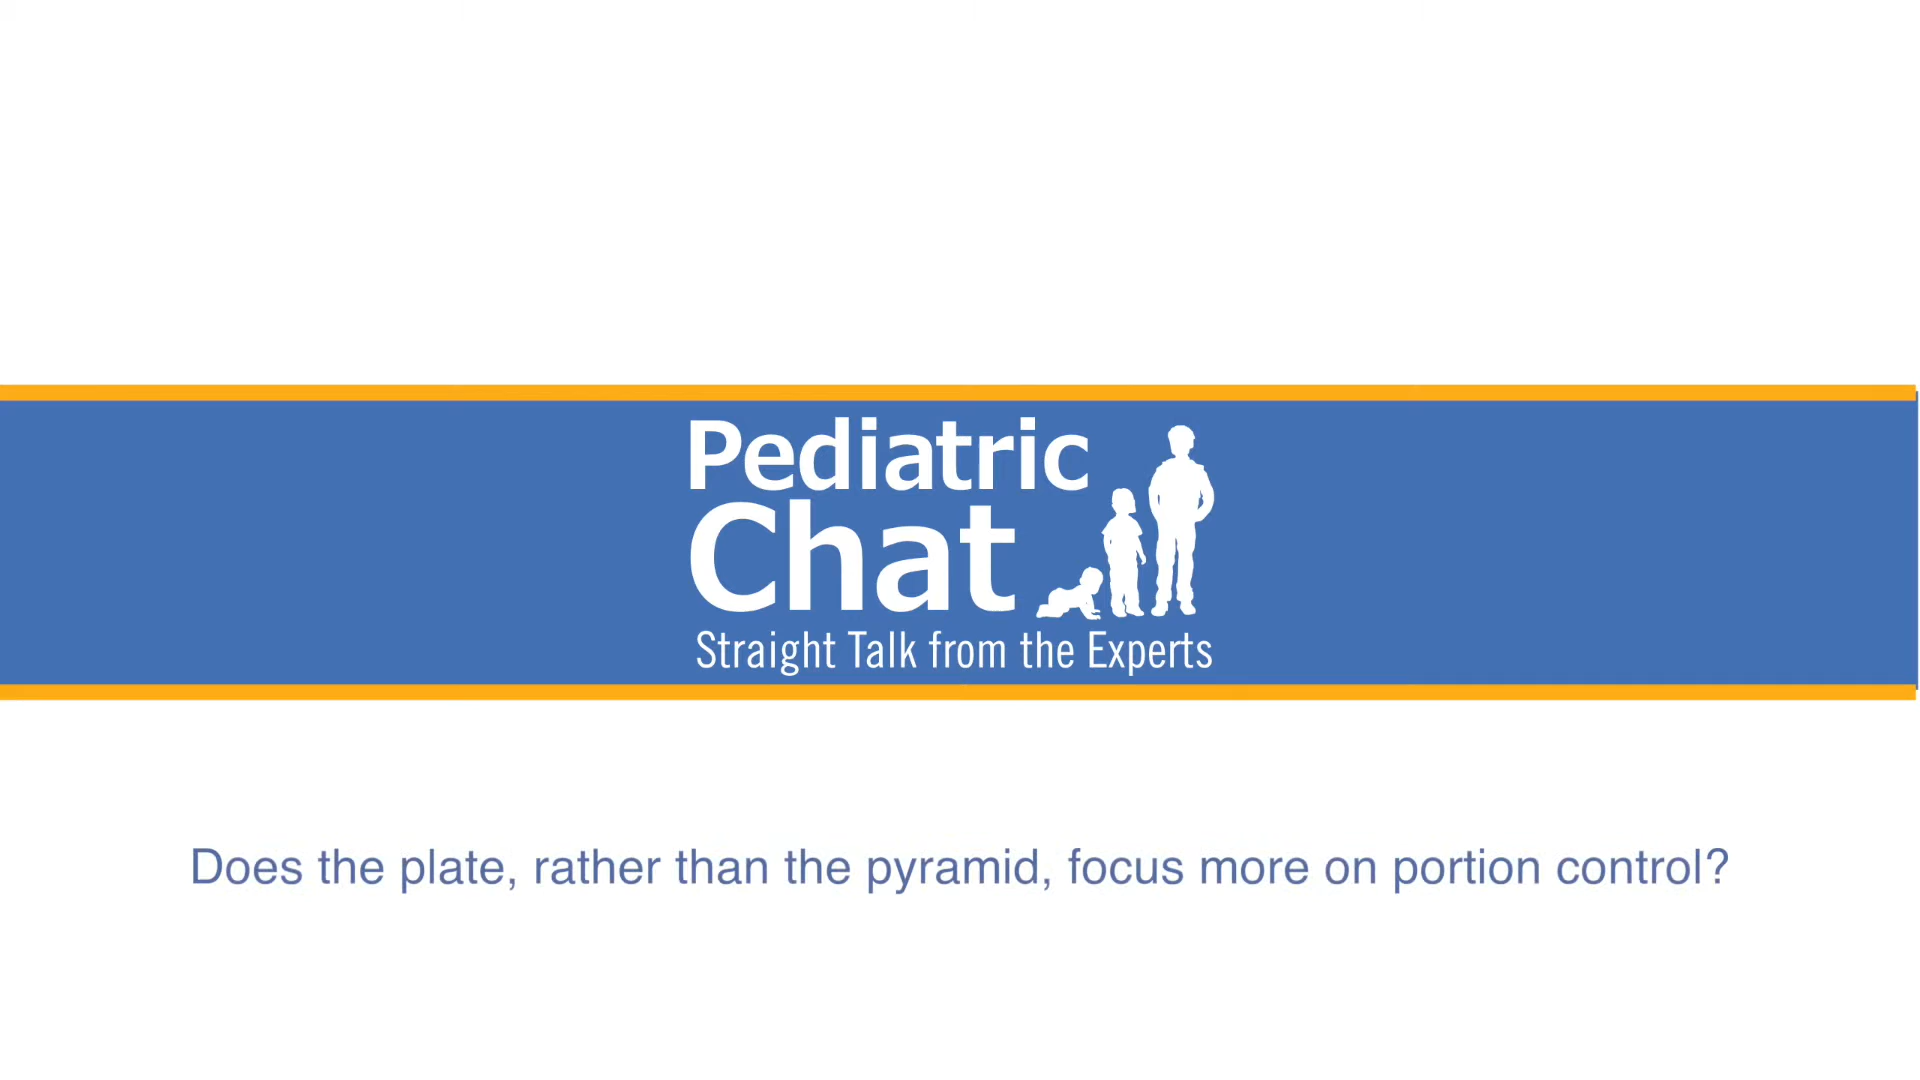 Pediatric
Chat
Straight Talk from the Experts
Does the plate, rather than the pyramid, focus more on portion control?